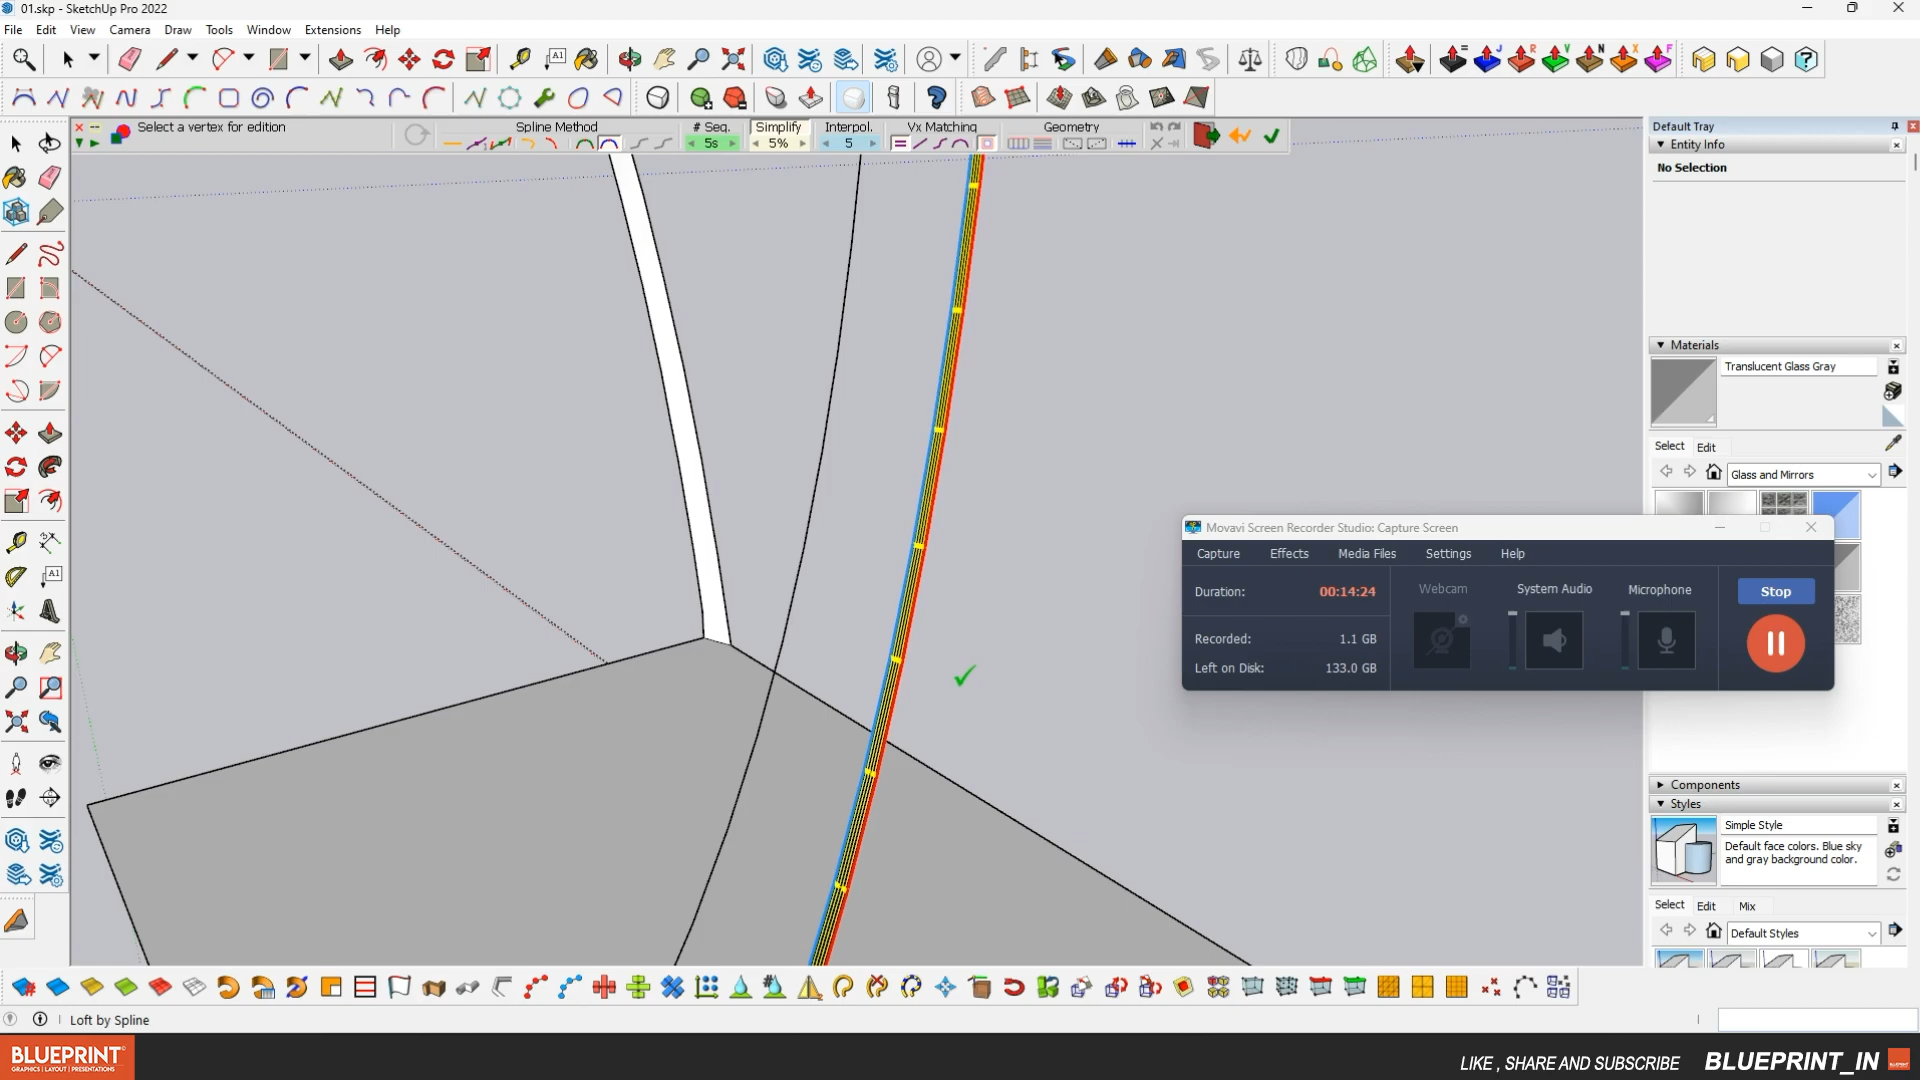 01.skp - SketchUp Pro 2022
File Edit View Camera Draw Tools Window Extensions Help
Select a vertex for edition
Spline Method
# Seq.
5s
Simplify
5%
Interpol.
5
Vx Matching
Geometry
Default Tray
Entity Info
No Selection
Materials
Translucent Glass Gray
Select Edit
Glass and Mirrors
Movavi Screen Recorder Studio: Capture Screen
Capture Effects Media Files Settings Help
Duration: 00:14:24
Webcam System Audio Microphone
Stop
Recorded: 1.1 GB
Left on Disk: 133.0 GB
Components
Styles
Simple Style
Default face colors. Blue sky
and gray background color.
Select Edit Mix
Default Styles
Loft by Spline
BLUEPRINT
GRAPHICS | LAYOUT | PRESENTATIONS
LIKE , SHARE AND SUBSCRIBE BLUEPRINT_IN